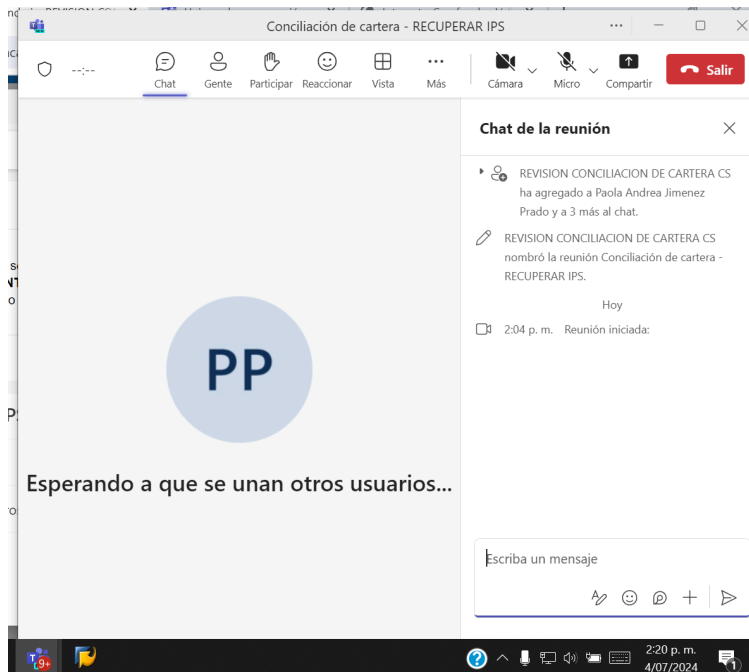 Conciliación de cartera - RECUPERAR IPS
--:--
Chat
Gente
Participar
Reaccionar
Vista
Más
Cámara
Micro
Compartir
Salir
PP
Esperando a que se unan otros usuarios...
Chat de la reunión
REVISION CONCILIACION DE CARTERA CS
ha agregado a Paola Andrea Jimenez
Prado y a 3 más al chat.
REVISION CONCILIACION DE CARTERA CS
nombró la reunión Conciliación de cartera -
RECUPERAR IPS.
Hoy
2:04 p. m. Reunión iniciada:
Escriba un mensaje
9+
2:20 p. m.
4/07/2024
1